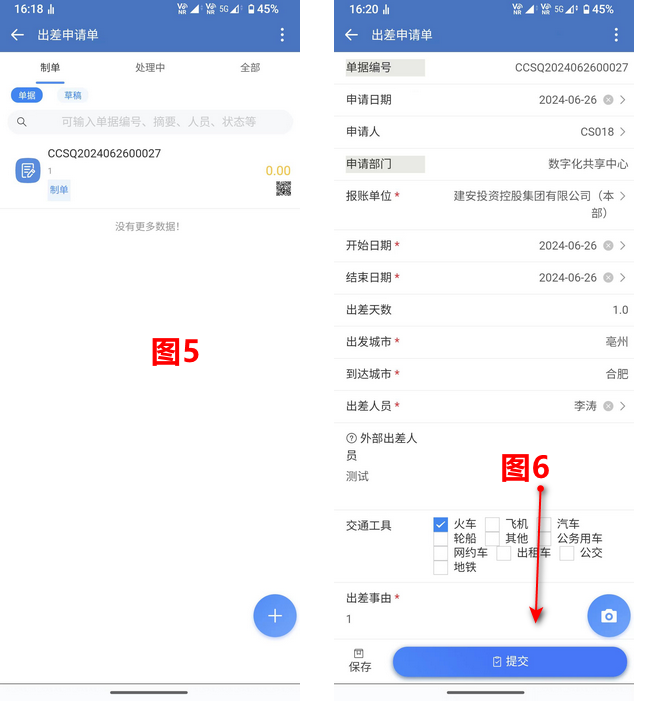 16:18
5G
45%
出差申请单
制单
处理中
全部
单据
草稿
可输入单据编号、摘要、人员、状态等
CCSQ2024062600027
1
0.00
制单
没有更多数据!
图5
16:20
5G
45%
出差申请单
单据编号 CCSQ2024062600027
申请日期 2024-06-26
申请人 CS018
申请部门 数字化共享中心
报账单位* 建安投资控股集团有限公司（本
部）
开始日期* 2024-06-26
结束日期* 2024-06-26
出差天数 1.0
出发城市* 亳州
到达城市* 合肥
出差人员* 李涛
外部出差人
员
测试
图6
交通工具 火车 飞机 汽车
轮船 其他 公务用车
网约车 出租车 公交
地铁
出差事由*
1
保存
提交